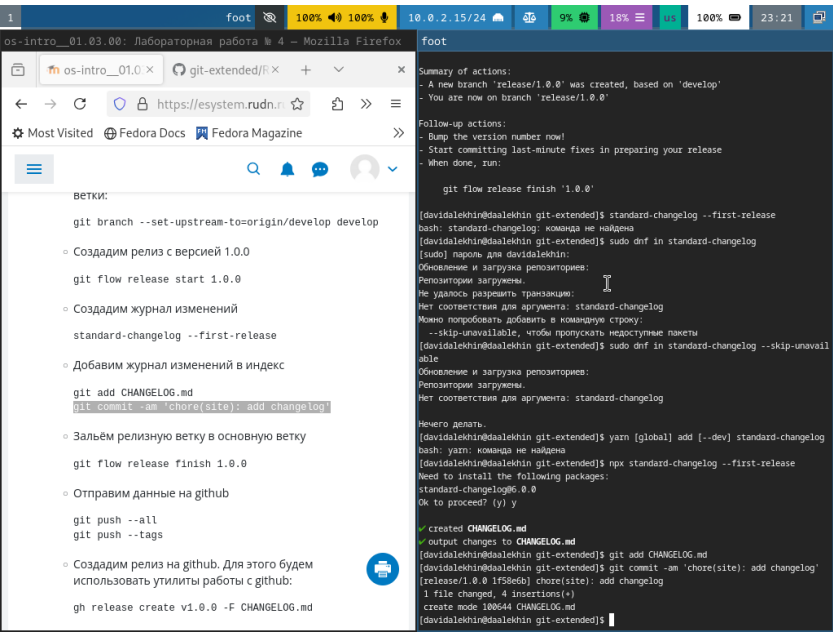 1
foot
100%
100%
10.0.2.15/24
9%
18%
us
100%
23:21
os-intro__01.03.00: Лабораторная работа № 4 — Mozilla Firefox
foot
os-intro__01.0
git-extended/R
https://esystem.rudn.r
Most Visited
Fedora Docs
Fedora Magazine
ветки:
git branch --set-upstream-to=origin/develop develop
Создадим релиз с версией 1.0.0
git flow release start 1.0.0
Создадим журнал изменений
standard-changelog --first-release
Добавим журнал изменений в индекс
git add CHANGELOG.md
git commit -am 'chore(site): add changelog'
Зальём релизную ветку в основную ветку
git flow release finish 1.0.0
Отправим данные на github
git push --all
git push --tags
Создадим релиз на github. Для этого будем
использовать утилиты работы с github:
gh release create v1.0.0 -F CHANGELOG.md
Summary of actions:
- A new branch 'release/1.0.0' was created, based on 'develop'
- You are now on branch 'release/1.0.0'
Follow-up actions:
- Bump the version number now!
- Start committing last-minute fixes in preparing your release
- When done, run:
git flow release finish '1.0.0'
[davidalekhin@daalekhin git-extended]$ standard-changelog --first-release
bash: standard-changelog: команда не найдена
[davidalekhin@daalekhin git-extended]$ sudo dnf in standard-changelog
[sudo] пароль для davidalekhin:
Обновление и загрузка репозиториев:
Репозитории загружены.
Не удалось разрешить транзакцию:
Нет соответствия для аргумента: standard-changelog
Можно попробовать добавить в командную строку:
--skip-unavailable, чтобы пропускать недоступные пакеты
[davidalekhin@daalekhin git-extended]$ sudo dnf in standard-changelog --skip-unavail
able
Обновление и загрузка репозиториев:
Репозитории загружены.
Нет соответствия для аргумента: standard-changelog
Нечего делать.
[davidalekhin@daalekhin git-extended]$ yarn [global] add [--dev] standard-changelog
bash: yarn: команда не найдена
[davidalekhin@daalekhin git-extended]$ npx standard-changelog --first-release
Need to install the following packages:
standard-changelog@6.0.0
Ok to proceed? (y) y
✔ created CHANGELOG.md
✔ output changes to CHANGELOG.md
[davidalekhin@daalekhin git-extended]$ git add CHANGELOG.md
[davidalekhin@daalekhin git-extended]$ git commit -am 'chore(site): add changelog'
[release/1.0.0 1f58e6b] chore(site): add changelog
1 file changed, 4 insertions(+)
create mode 100644 CHANGELOG.md
[davidalekhin@daalekhin git-extended]$